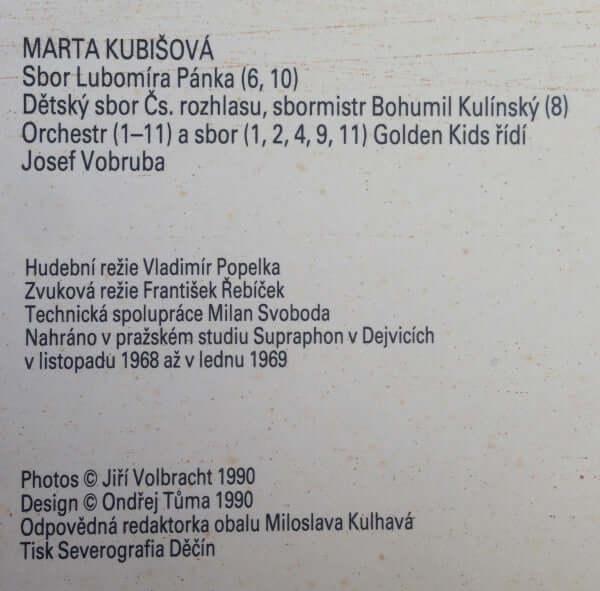 MARTA KUBIŠOVÁ
Sbor Lubomíra Pánka (6, 10)
Dětský sbor Čs. rozhlasu, sbormistr Bohumil Kulínský (8)
Orchestr (1–11) a sbor (1, 2, 4, 9, 11) Golden Kids řídí
Josef Vobruba
Hudební režie Vladimír Popelka
Zvuková režie František Řebíček
Technická spolupráce Milan Svoboda
Nahráno v pražském studiu Supraphon v Dejvicích
v listopadu 1968 až v lednu 1969
Photos © Jiří Volbracht 1990
Design © Ondřej Tůma 1990
Odpovědná redaktorka obalu Miloslava Kulhavá
Tisk Severografia Děčín